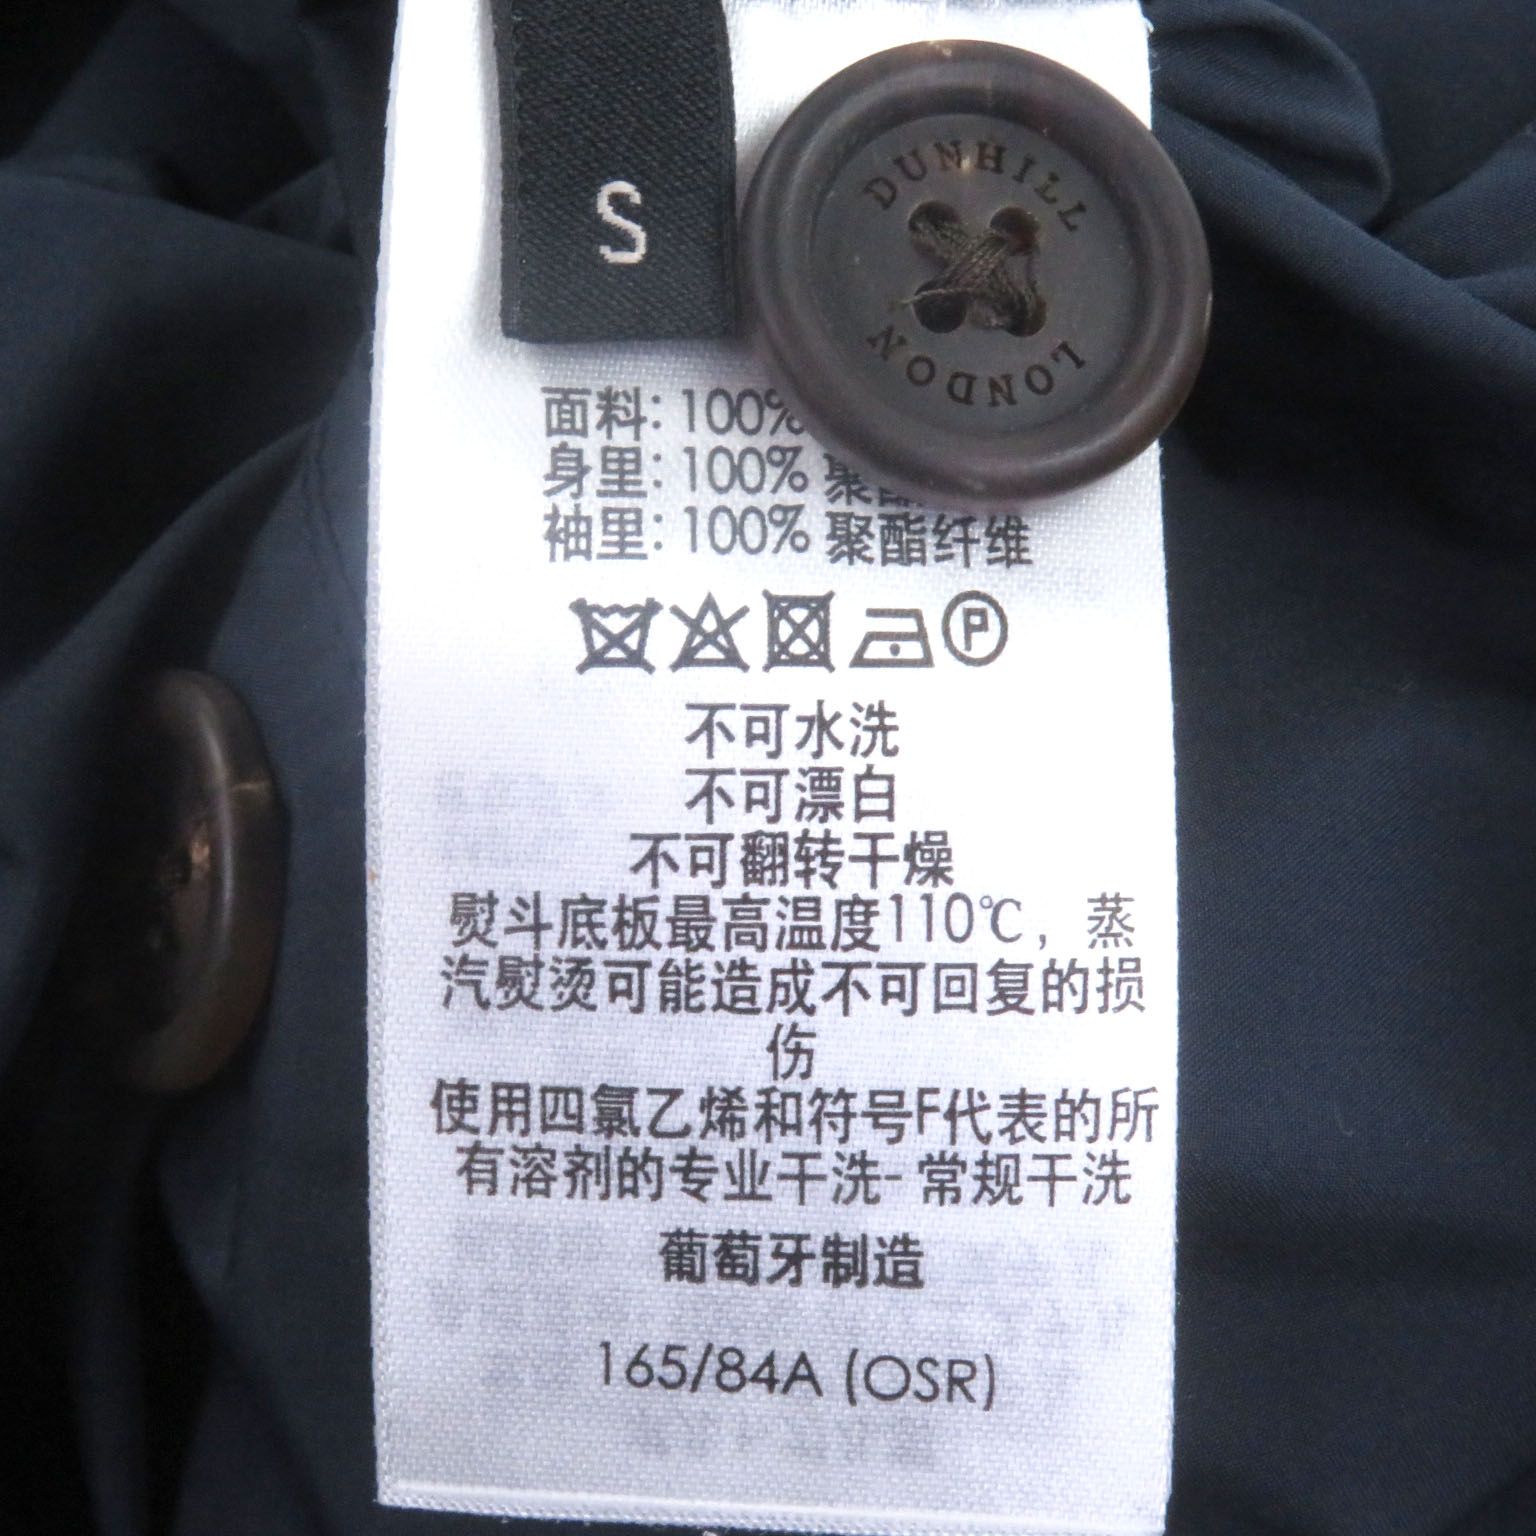 S
DUNHILL
LONDON
面料: 100%
身里: 100% 聚
袖里: 100% 聚酯纤维
P
不可水洗
不可漂白
不可翻转干燥
熨斗底板最高温度110℃，蒸
汽熨烫可能造成不可回复的损
伤
使用四氯乙烯和符号F代表的所
有溶剂的专业干洗- 常规干洗
葡萄牙制造
165/84A (OSR)